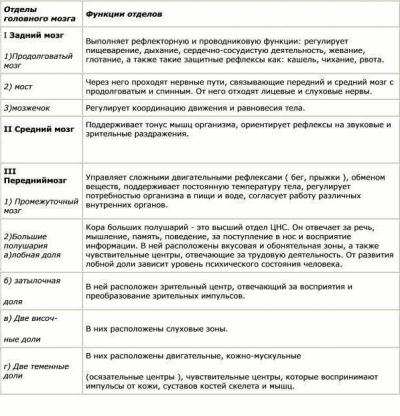 Отделы
головного мозга
Функции отделов
I Задний мозг
1)Продолговатый
мозг
Выполняет рефлекторную и проводниковую функции: регулирует
пищеварение, дыхание, сердечно-сосудистую деятельность, жевание,
глотание, а также такие защитные рефлексы как: кашель, чихание, рвота.
2) мост
Через него проходят нервные пути, связывающие передний и средний мозг с
продолговатым и спинным. От него отходят лицевые и слуховые нервы.
3)мозжечок
Регулирует координацию движения и равновесия тела.
II Средний мозг
Поддерживает тонус мышц организма, ориентирует рефлексы на звуковые и
зрительные раздражения.
III
Передниймозг
1) Промежуточный
мозг
Управляет сложными двигательными рефлексами ( бег, прыжки ), обменом
веществ, поддерживает постоянную температуру тела, регулирует
потребностью организма в пищи и воде, согласует работу различных
внутренних органов.
2)Большие
полушария
а)лобная доля
Кора больших полушарий - это высший отдел ЦНС. Он отвечает за речь,
мышление, память, поведение, за поступление в нос и восприятие
информации. В ней расположены вкусовая и обонятельная зоны, а также
чувствительные центры, отвечающие за трудовую деятельность. От развития
лобной доли зависит уровень психического состояния человека.
б) затылочная
доля
В ней расположен зрительный центр, отвечающий за восприятия и
преобразование зрительных импульсов.
в) Две височ-
ные доли
В них расположены слуховые зоны.
г) Две теменные
доли
В них расположены двигательные, кожно-мускульные
(осязательные центры ), чувствительные центры, которые воспринимают
импульсы от кожи, суставов костей скелета и мышц.